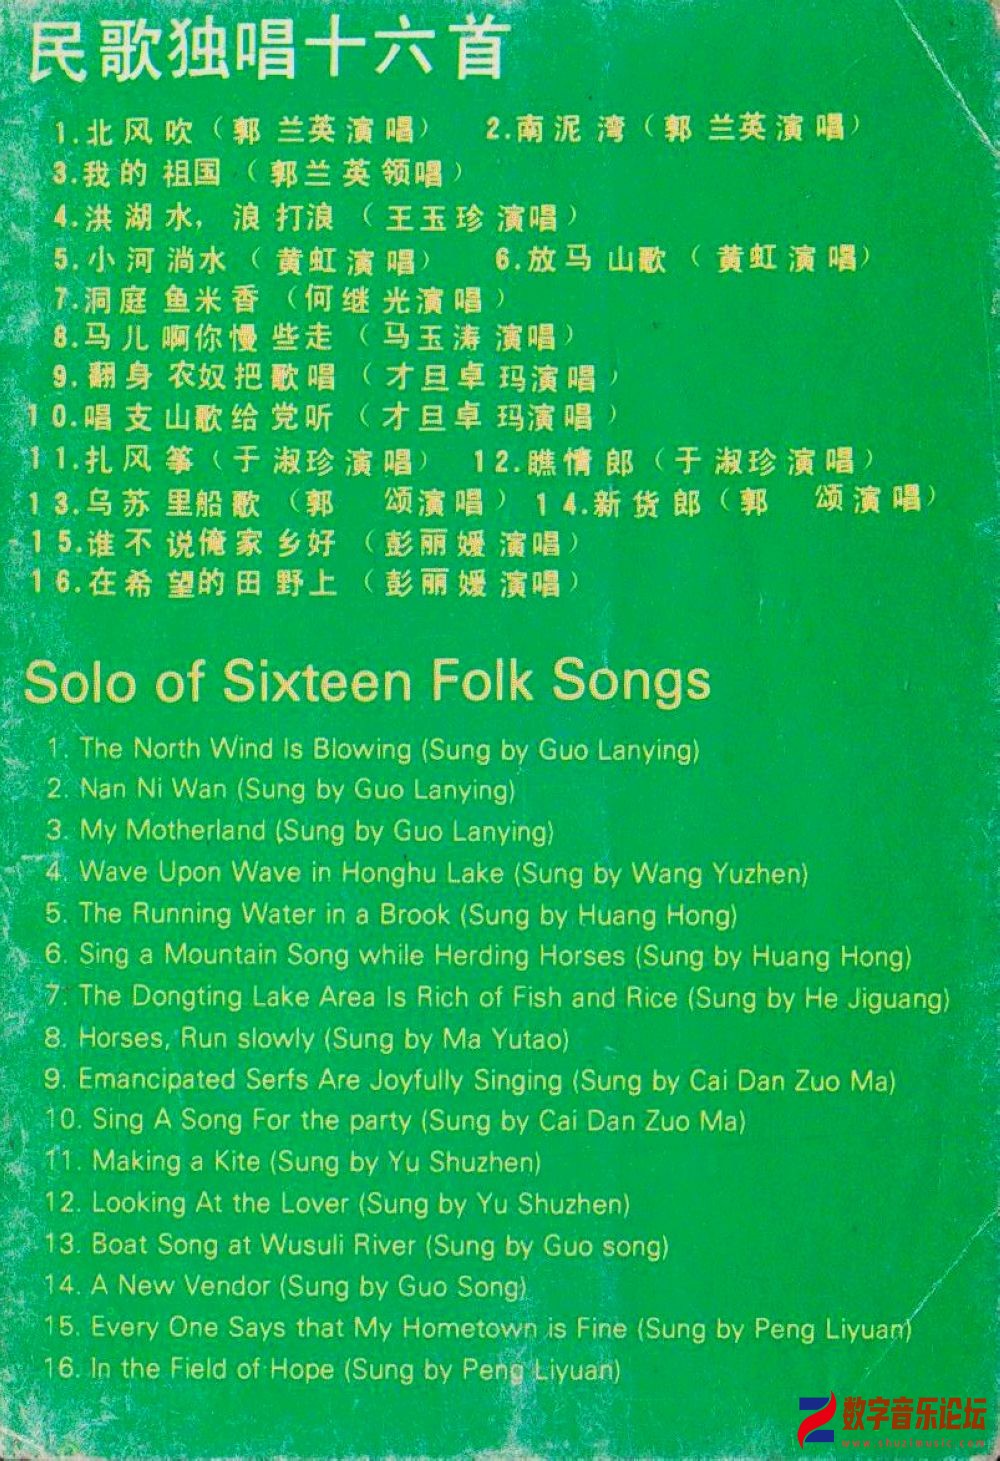 民歌独唱十六首
1.北风吹（郭兰英演唱） 2.南泥湾（郭兰英演唱）
3.我的祖国（郭兰英领唱）
4.洪湖水，浪打浪（王玉珍演唱）
5.小河淌水（黄虹演唱） 6.放马山歌（黄虹演唱）
7.洞庭鱼米香（何继光演唱）
8.马儿啊你慢些走（马玉涛演唱）
9.翻身农奴把歌唱（才旦卓玛演唱）
10.唱支山歌给党听（才旦卓玛演唱）
11.扎风筝（于淑珍演唱） 12.瞧情郎（于淑珍演唱）
13.乌苏里船歌（郭 颂演唱） 14.新货郎（郭 颂演唱）
15.谁不说俺家乡好（彭丽媛演唱）
16.在希望的田野上（彭丽媛演唱）
Solo of Sixteen Folk Songs
1. The North Wind Is Blowing (Sung by Guo Lanying)
2. Nan Ni Wan (Sung by Guo Lanying)
3. My Motherland (Sung by Guo Lanying)
4. Wave Upon Wave in Honghu Lake (Sung by Wang Yuzhen)
5. The Running Water in a Brook (Sung by Huang Hong)
6. Sing a Mountain Song while Herding Horses (Sung by Huang Hong)
7. The Dongting Lake Area Is Rich of Fish and Rice (Sung by He Jiguang)
8. Horses, Run slowly (Sung by Ma Yutao)
9. Emancipated Serfs Are Joyfully Singing (Sung by Cai Dan Zuo Ma)
10. Sing A Song For the party (Sung by Cai Dan Zuo Ma)
11. Making a Kite (Sung by Yu Shuzhen)
12. Looking At the Lover (Sung by Yu Shuzhen)
13. Boat Song at Wusuli River (Sung by Guo song)
14. A New Vendor (Sung by Guo Song)
15. Every One Says that My Hometown is Fine (Sung by Peng Liyuan)
16. In the Field of Hope (Sung by Peng Liyuan)
数字音乐论坛
www.shuzimusic.com